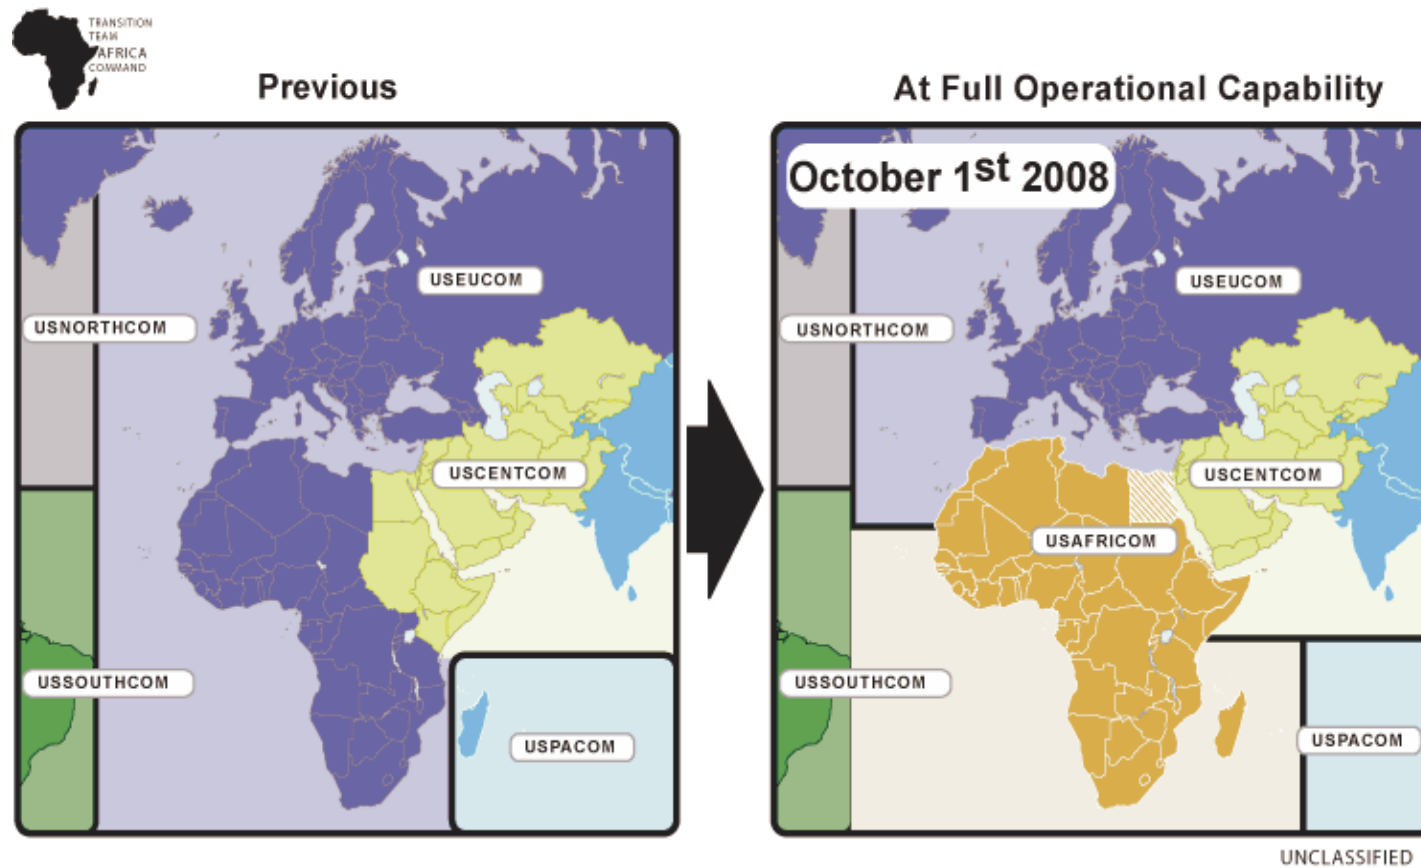 TRANSITION
TEAM
AFRICA
COMMAND
Previous
At Full Operational Capability
October 1st 2008
USEUCOM
USNORTHCOM
USCENTCOM
USSOUTHCOM
USPACOM
USEUCOM
USNORTHCOM
USCENTCOM
USAFRICOM
USSOUTHCOM
USPACOM
UNCLASSIFIED